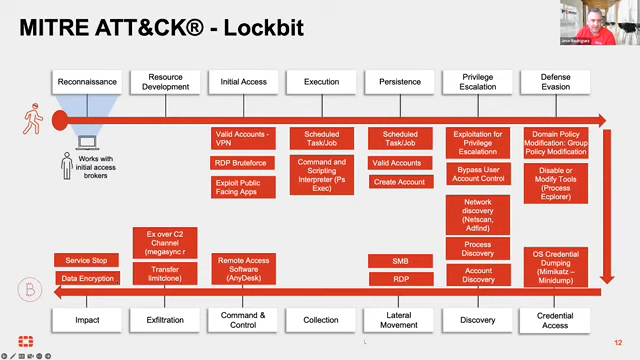 MITRE ATT&CK® - Lockbit
Jose Rodriguez
Reconnaissance
Resource
Development
Initial Access
Execution
Persistence
Privilege
Escalation
Defense
Evasion
Works with
initial access
brokers
Valid Accounts -
VPN
RDP Bruteforce
Exploit Public
Facing Apps
Scheduled
Task/Job
Command and
Scripting
Interpreter (Ps
Exec)
Scheduled
Task/Job
Valid Accounts
Create Account
Exploitation for
Privilege
Escalationn
Bypass User
Account Control
Network
discovery
(Netscan,
Adfind)
Process
Discovery
Account
Discovery
Domain Policy
Modification: Group
Policy Modification
Disable or
Modify Tools
(Process
Ecplorer)
OS Credential
Dumping
(Mimikatz –
Minidump)
Service Stop
Data Encryption
Ex over C2
Channel
(megasync r
Transfer
limitclone)
Remote Access
Software
(AnyDesk)
SMB
RDP
Impact
Exfiltration
Command &
Control
Collection
Lateral
Movement
Discovery
Credential
Access
12